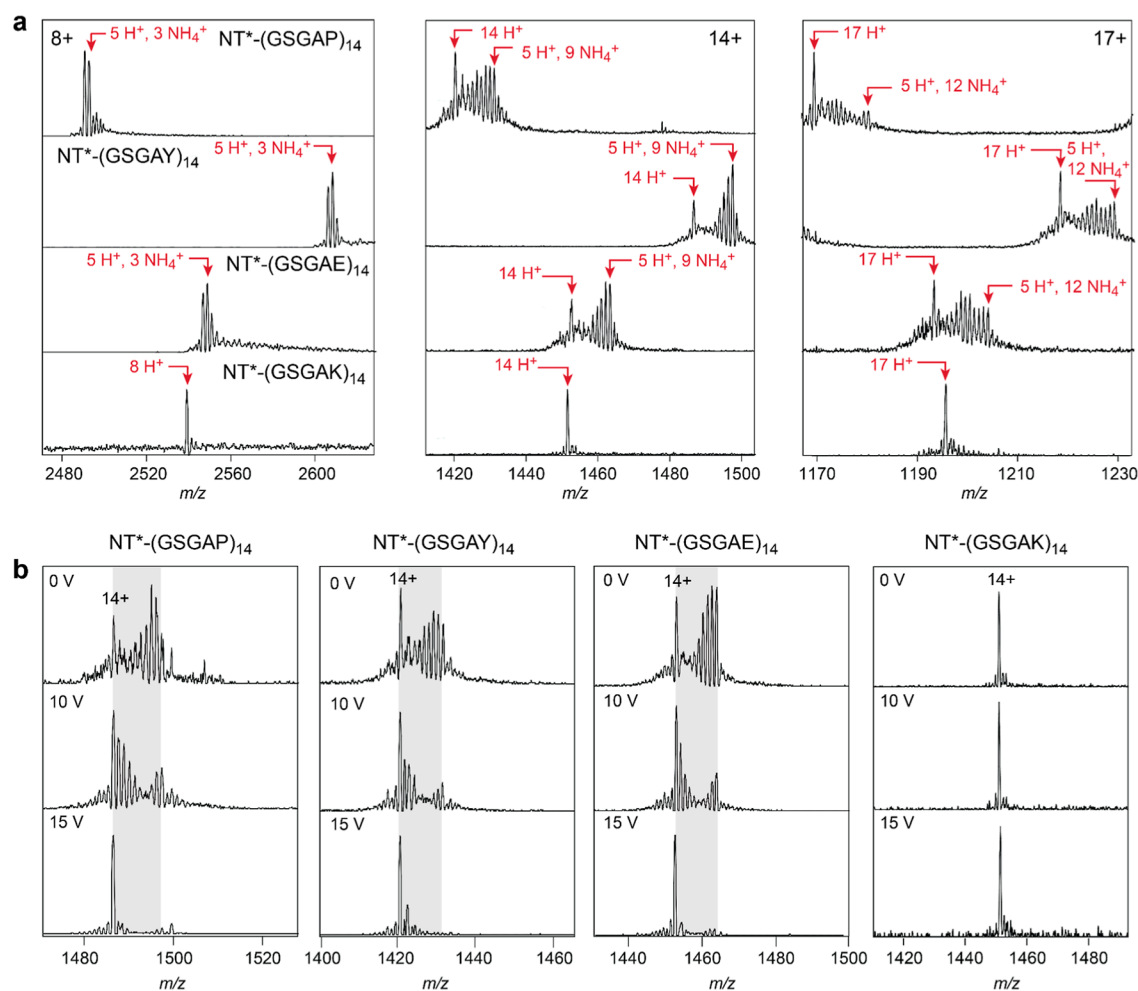 a
8+
5 H+, 3 NH4+
NT*-(GSGAP)14
14 H+
5 H+, 9 NH4+
14+
17 H+
17+
5 H+, 12 NH4+
NT*-(GSGAY)14
5 H+, 3 NH4+
5 H+, 9 NH4+
14 H+
17 H+
5 H+,
12 NH4+
5 H+, 3 NH4+
NT*-(GSGAE)14
14 H+
5 H+, 9 NH4+
17 H+
5 H+, 12 NH4+
8 H+
NT*-(GSGAK)14
14 H+
17 H+
2480 2520 2560 2600
1420 1440 1460 1480 1500
1170 1190 1210 1230
m/z
m/z
m/z
b
NT*-(GSGAP)14
NT*-(GSGAY)14
NT*-(GSGAE)14
NT*-(GSGAK)14
0 V
14+
0 V
14+
0 V
14+
0 V
14+
10 V
10 V
10 V
10 V
15 V
15 V
15 V
15 V
1480 1500 1520
1400 1420 1440 1460
1440 1460 1480 1500
1420 1440 1460 1480
m/z
m/z
m/z
m/z